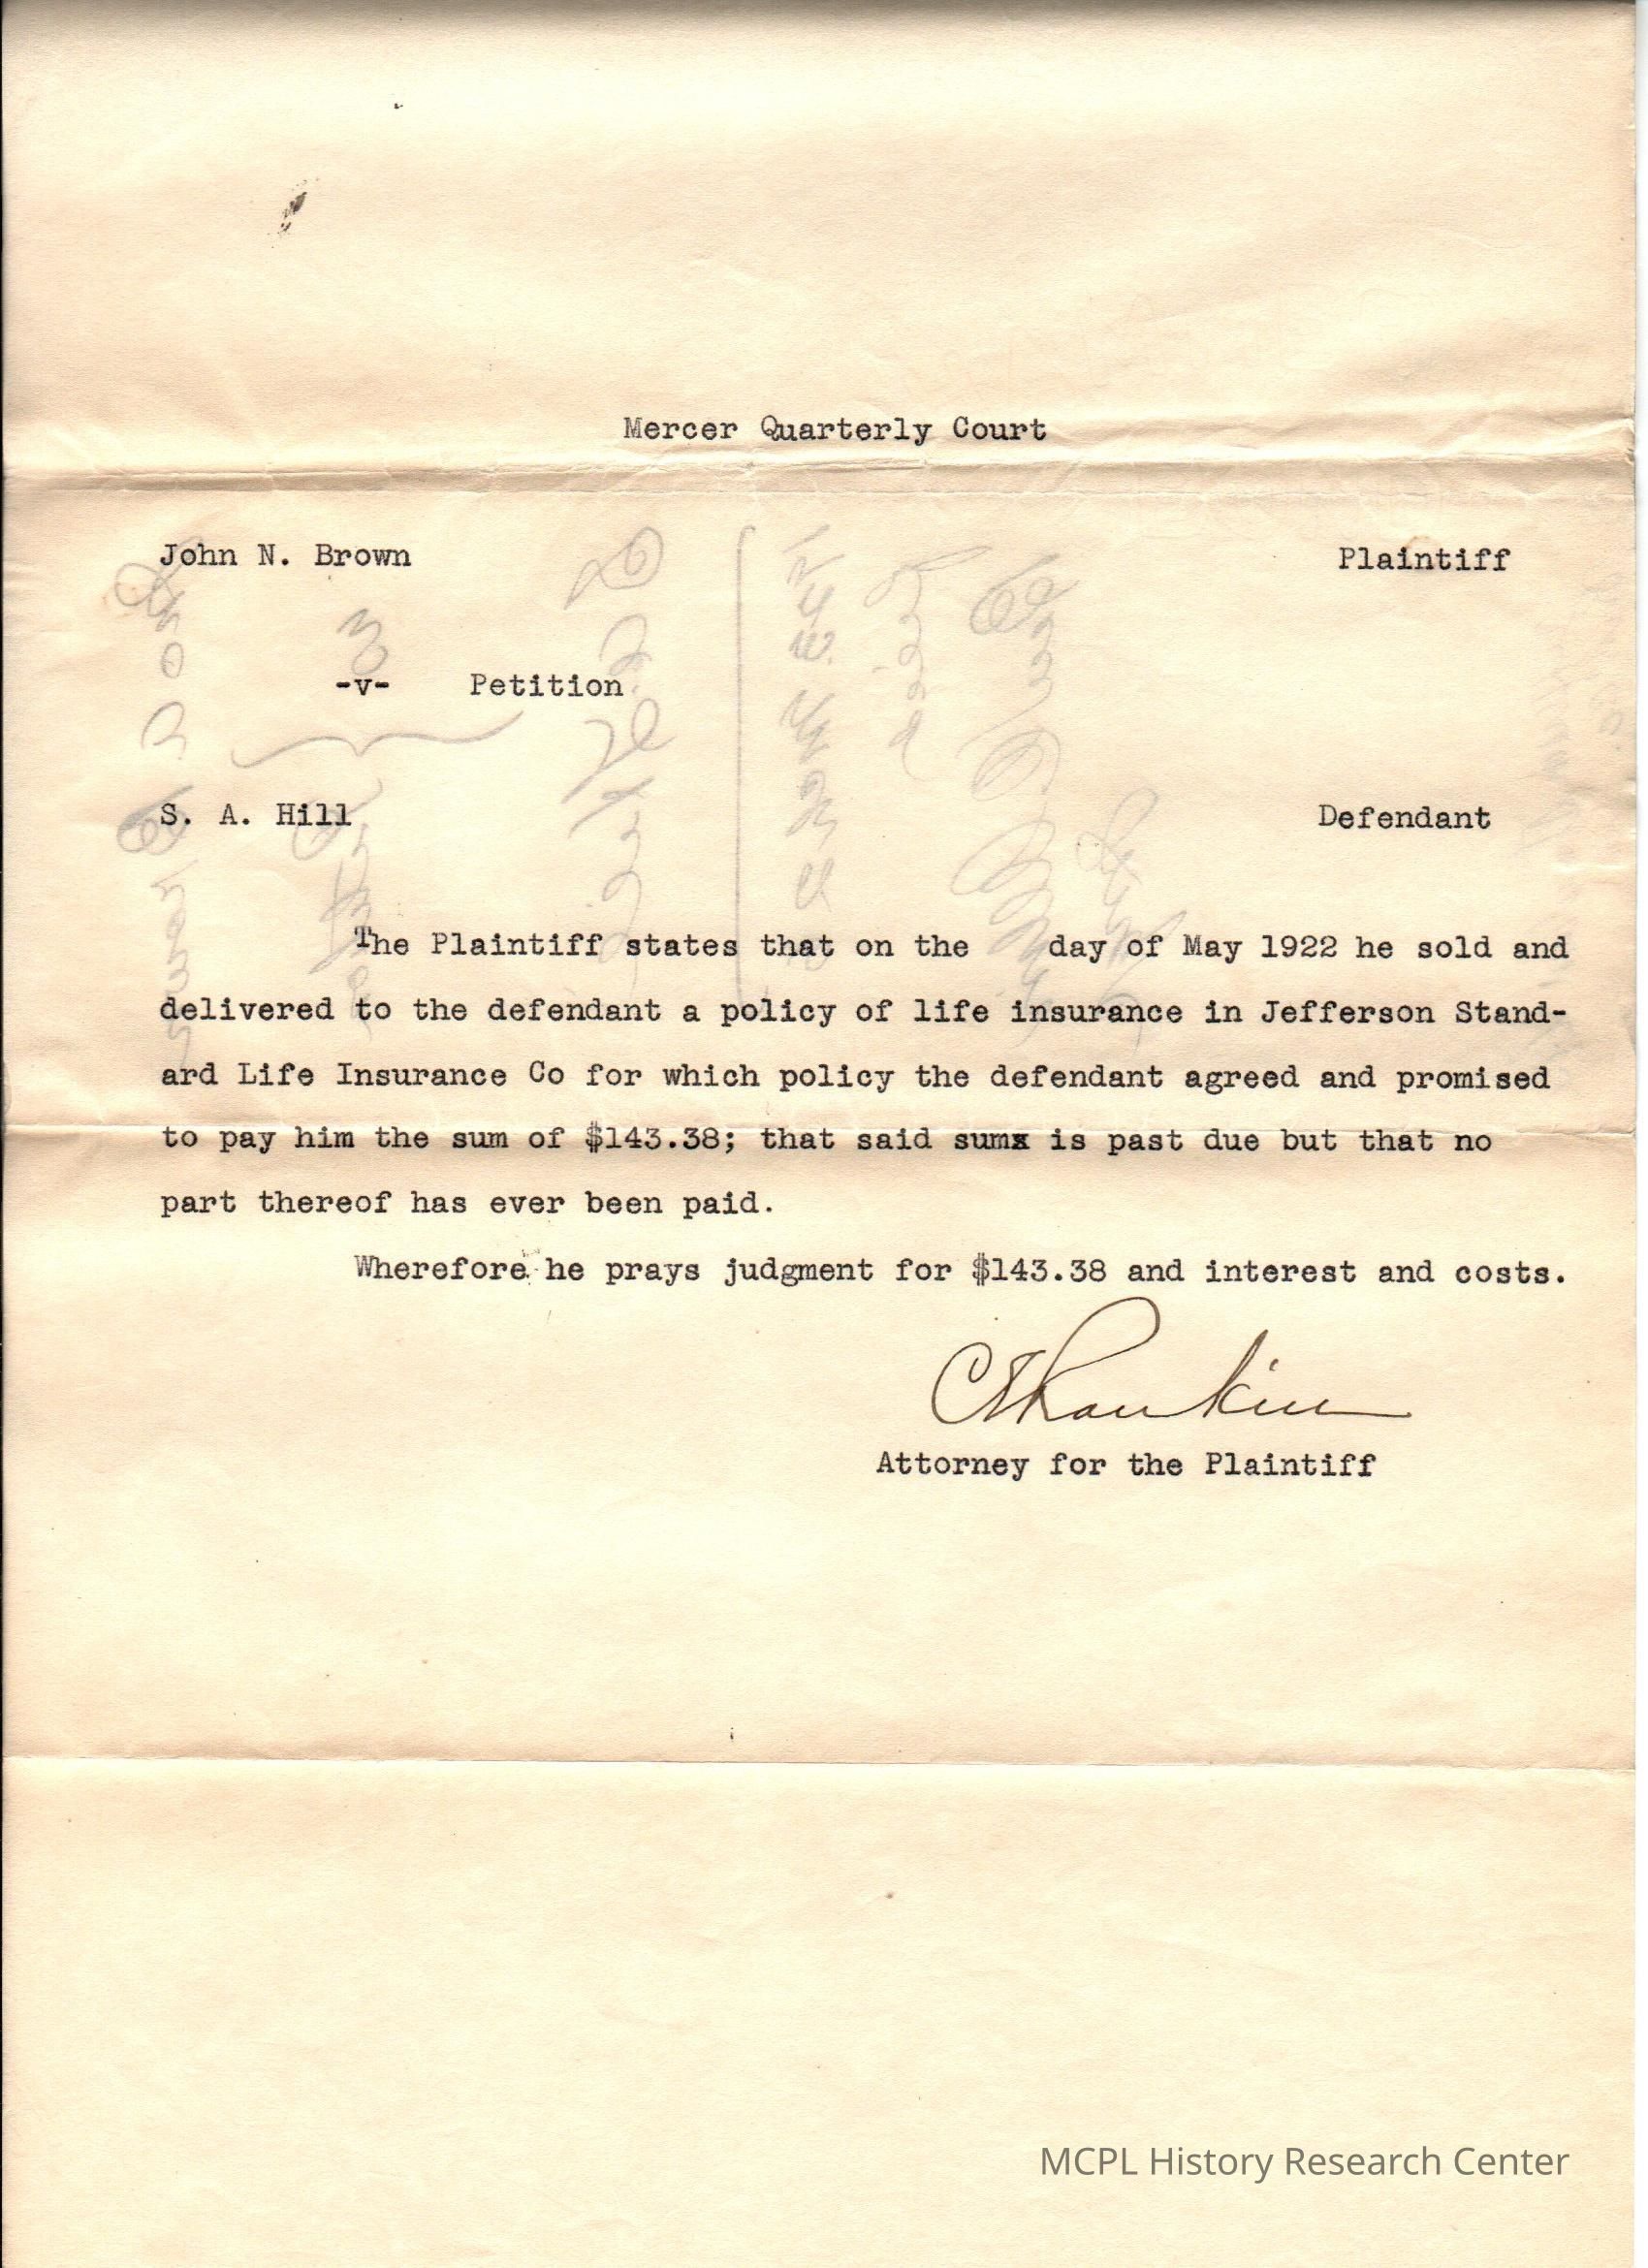 Mercer Quarterly Court
John N. Brown Plaintiff
-v- Petition
S. A. Hill Defendant
The Plaintiff states that on the day of May 1922 he sold and
delivered to the defendant a policy of life insurance in Jefferson Stand-
ard Life Insurance Co for which policy the defendant agreed and promised
to pay him the sum of $143.38; that said sumx is past due but that no
part thereof has ever been paid.
Wherefore he prays judgment for $143.38 and interest and costs.
C E Rankin
Attorney for the Plaintiff
MCPL History Research Center